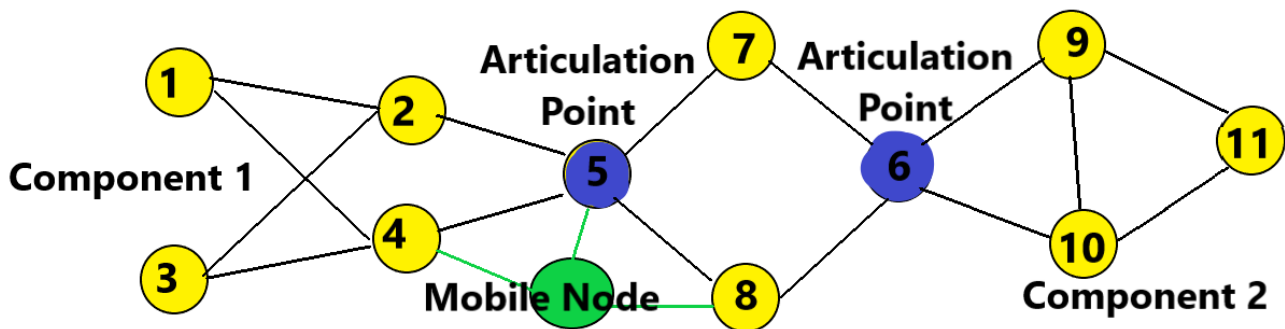 1
2
3
4
Component 1
Articulation
Point
5
Mobile Node
7
8
Articulation
Point
6
9
10
11
Component 2